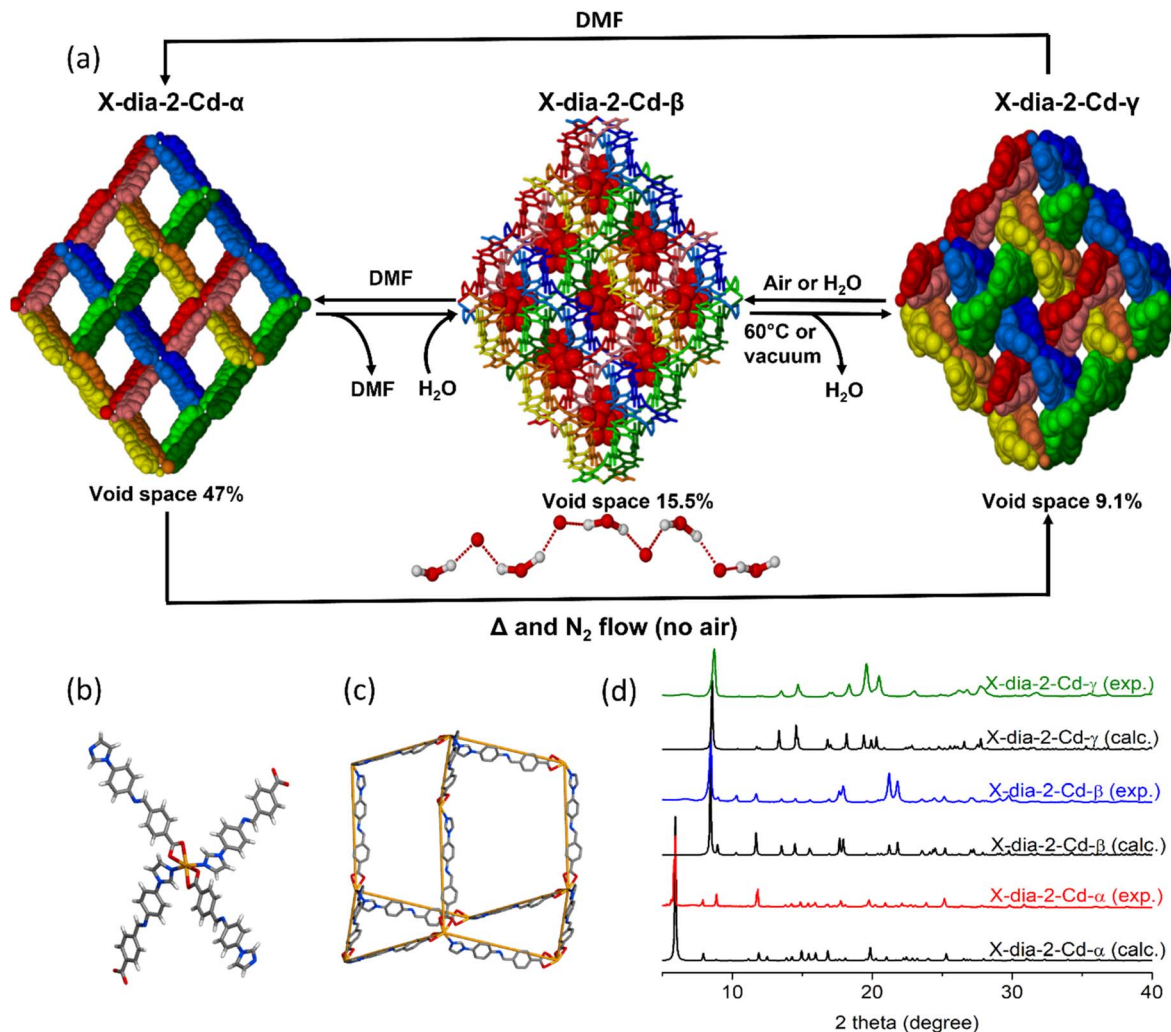 DMF
(a)
X-dia-2-Cd-α
X-dia-2-Cd-β
X-dia-2-Cd-γ
DMF
DMF
H₂O
Air or H₂O
60°C or
vacuum
H₂O
Void space 47%
Void space 15.5%
Void space 9.1%
Δ and N₂ flow (no air)
(b)
(c)
(d)
X-dia-2-Cd-γ (exp.)
X-dia-2-Cd-γ (calc.)
X-dia-2-Cd-β (exp.)
X-dia-2-Cd-β (calc.)
X-dia-2-Cd-α (exp.)
X-dia-2-Cd-α (calc.)
10 20 30 40
2 theta (degree)